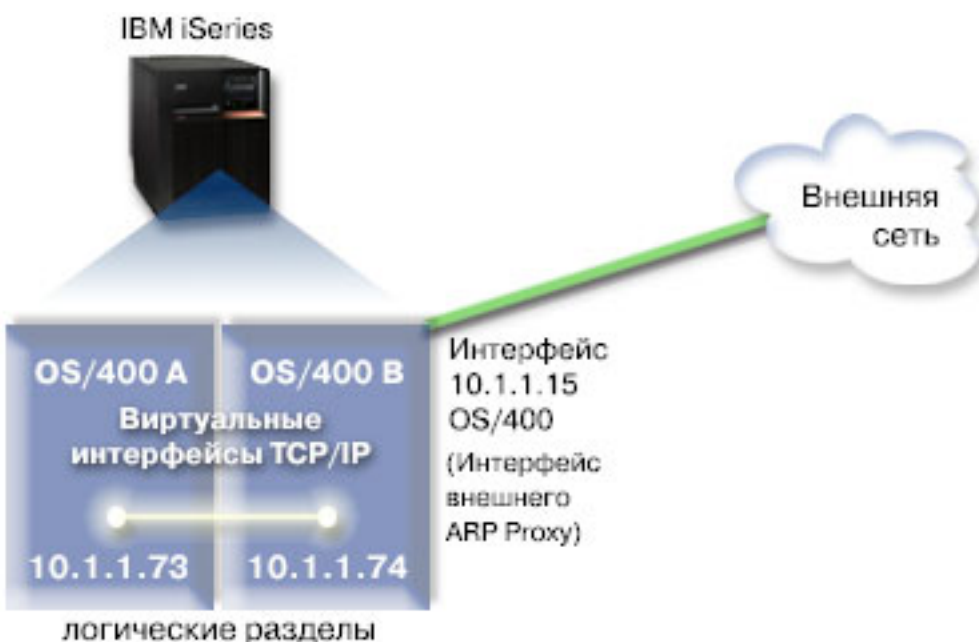 IBM iSeries
Внешняя
сеть
OS/400 A
OS/400 B
Виртуальные
интерфейсы TCP/IP
10.1.1.73
10.1.1.74
Интерфейс
10.1.1.15
OS/400
(Интерфейс
внешнего
ARP Proxy)
логические разделы